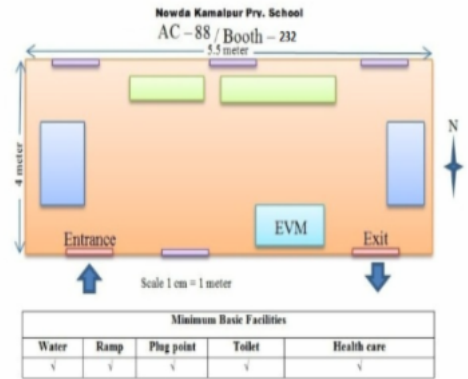 Nowda Kamalpur Pry. School
AC – 88 / Booth – 232
5.5 meter
4 meter
N
EVM
Entrance
Exit
Scale 1 cm = 1 meter
Minimum Basic Facilities
Water Ramp Plug point Toilet Health care
√ √ √ √ √